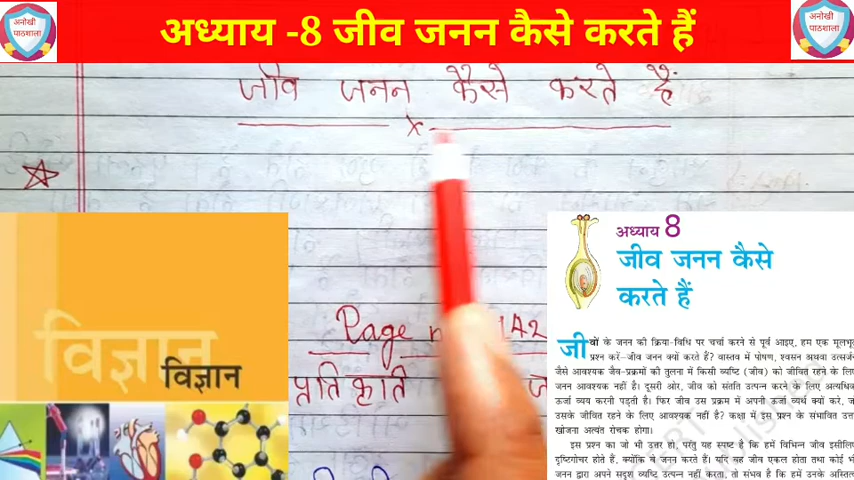 अनोखी
पाठशाला
अध्याय -8 जीव जनन कैसे करते हैं
अनोखी
पाठशाला
जीव जनन कैसे करते हैं
Page 142
प्रतिकृति
विज्ञान
विज्ञान
अध्याय 8
जीव जनन कैसे
करते हैं
जीवों के जनन की क्रिया-विधि पर चर्चा करने से पूर्व आइए, हम एक मूलभूत
प्रश्न करें–जीव जनन क्यों करते हैं? वास्तव में पोषण, श्वसन अथवा उत्सर्जन
जैसे आवश्यक जैव-प्रक्रमों की तुलना में किसी व्यष्टि (जीव) को जीवित रहने के लिए
जनन आवश्यक नहीं है। दूसरी ओर, जीव को संतति उत्पन्न करने के लिए अत्यधिक
ऊर्जा व्यय करनी पड़ती है। फिर जीव उस प्रक्रम में अपनी ऊर्जा व्यर्थ क्यों करे,
उसके जीवित रहने के लिए आवश्यक नहीं है? कक्षा में इस प्रश्न के संभावित उत्तर
खोजना अत्यंत रोचक होगा।
इस प्रश्न का जो भी उत्तर हो, परंतु यह स्पष्ट है कि हमें विभिन्न जीव इसीलिए
दृष्टिगोचर होते हैं, क्योंकि वे जनन करते हैं। यदि वह जीव एकल होता तथा कोई भी
जनन द्वारा अपने सदृश व्यष्टि उत्पन्न नहीं करता, तो संभव है कि हमें उनके अस्तित्व